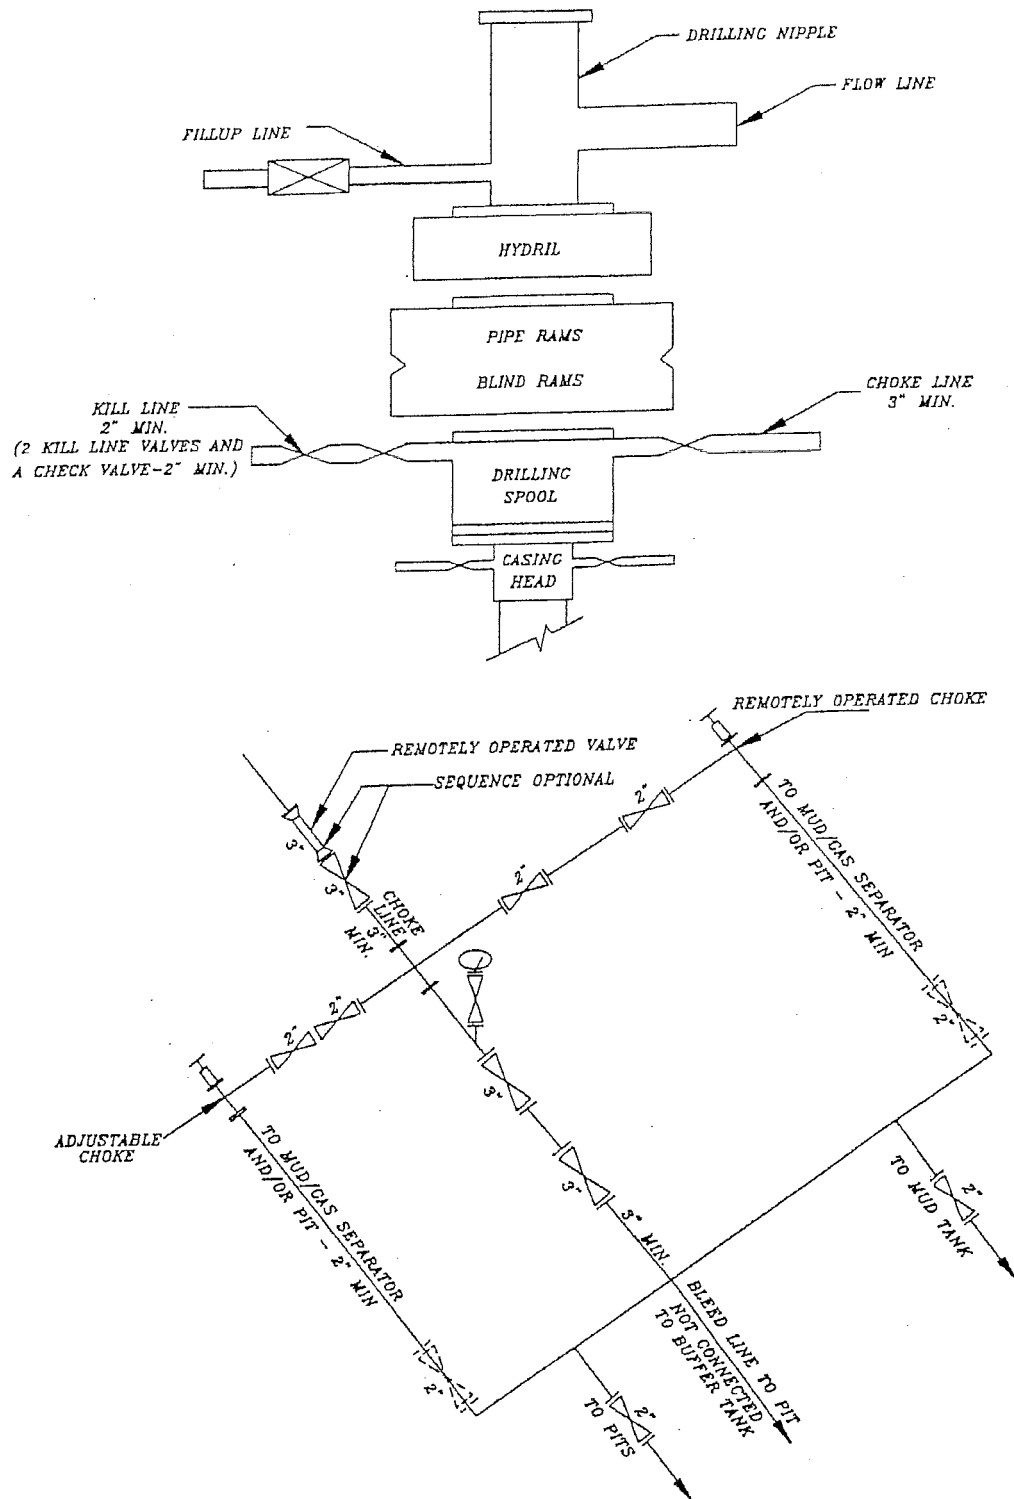 DRILLING NIPPLE
FLOW LINE
FILLUP LINE
HYDRIL
PIPE RAMS
BLIND RAMS
CHOKE LINE
3" MIN.
KILL LINE
2" MIN.
(2 KILL LINE VALVES AND
A CHECK VALVE-2" MIN.)
DRILLING
SPOOL
CASING
HEAD
REMOTELY OPERATED CHOKE
REMOTELY OPERATED VALVE
SEQUENCE OPTIONAL
3"
3"
CHOKE
LINE
3"
MIN.
2"
2"
2"
2"
TO MUD/GAS SEPARATOR
AND/OR PIT - 2" MIN
2"
3"
3"
3" MIN.
ADJUSTABLE
CHOKE
TO MUD/GAS SEPARATOR
AND/OR PIT - 2" MIN
2"
2"
TO MUD TANK
BLEED LINE TO PIT
NOT CONNECTED
TO BUFFER TANK
2"
TO PITS